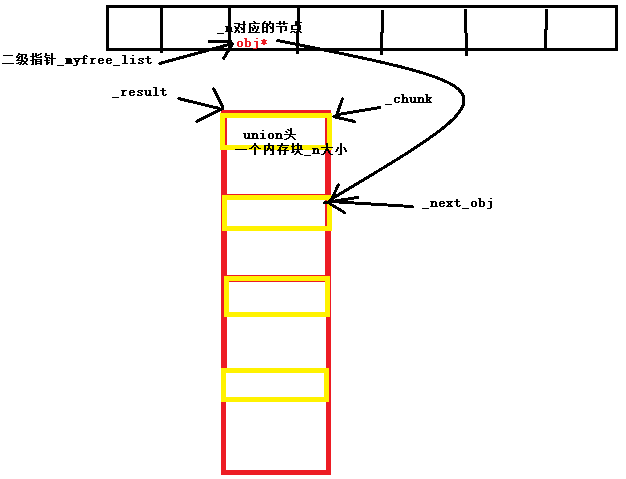 _n对应的节点
obj*
二级指针_myfree_list
_result
_chunk
union头
一个内存块_n大小
_next_obj